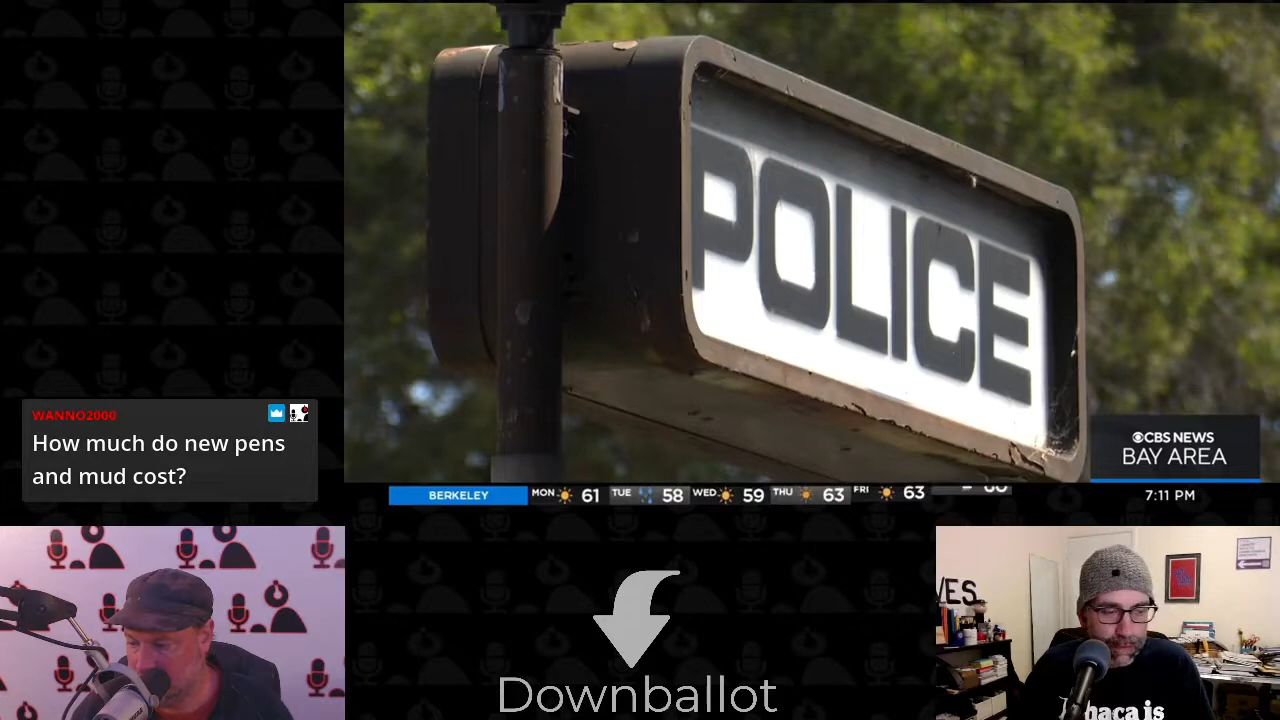 POLICE
CBS NEWS
BAY AREA
WANNO2000
How much do new pens
and mud cost?
BERKELEY MON 61 TUE 58 WED 59 THU 63 FRI 63
7:11 PM
VES
Downballot
haca is